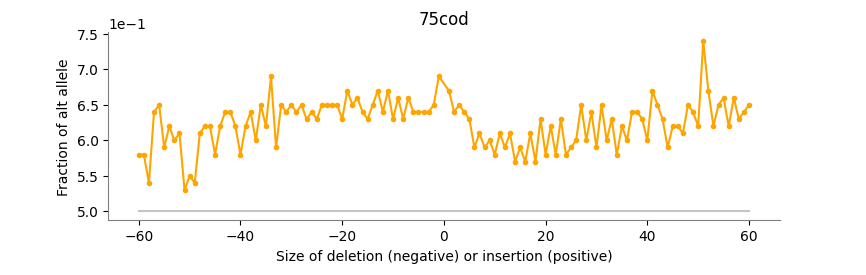 75cod
1e−1
7.5
7.0
6.5
6.0
5.5
5.0
Fraction of alt allele
−60 −40 −20 0 20 40 60
Size of deletion (negative) or insertion (positive)